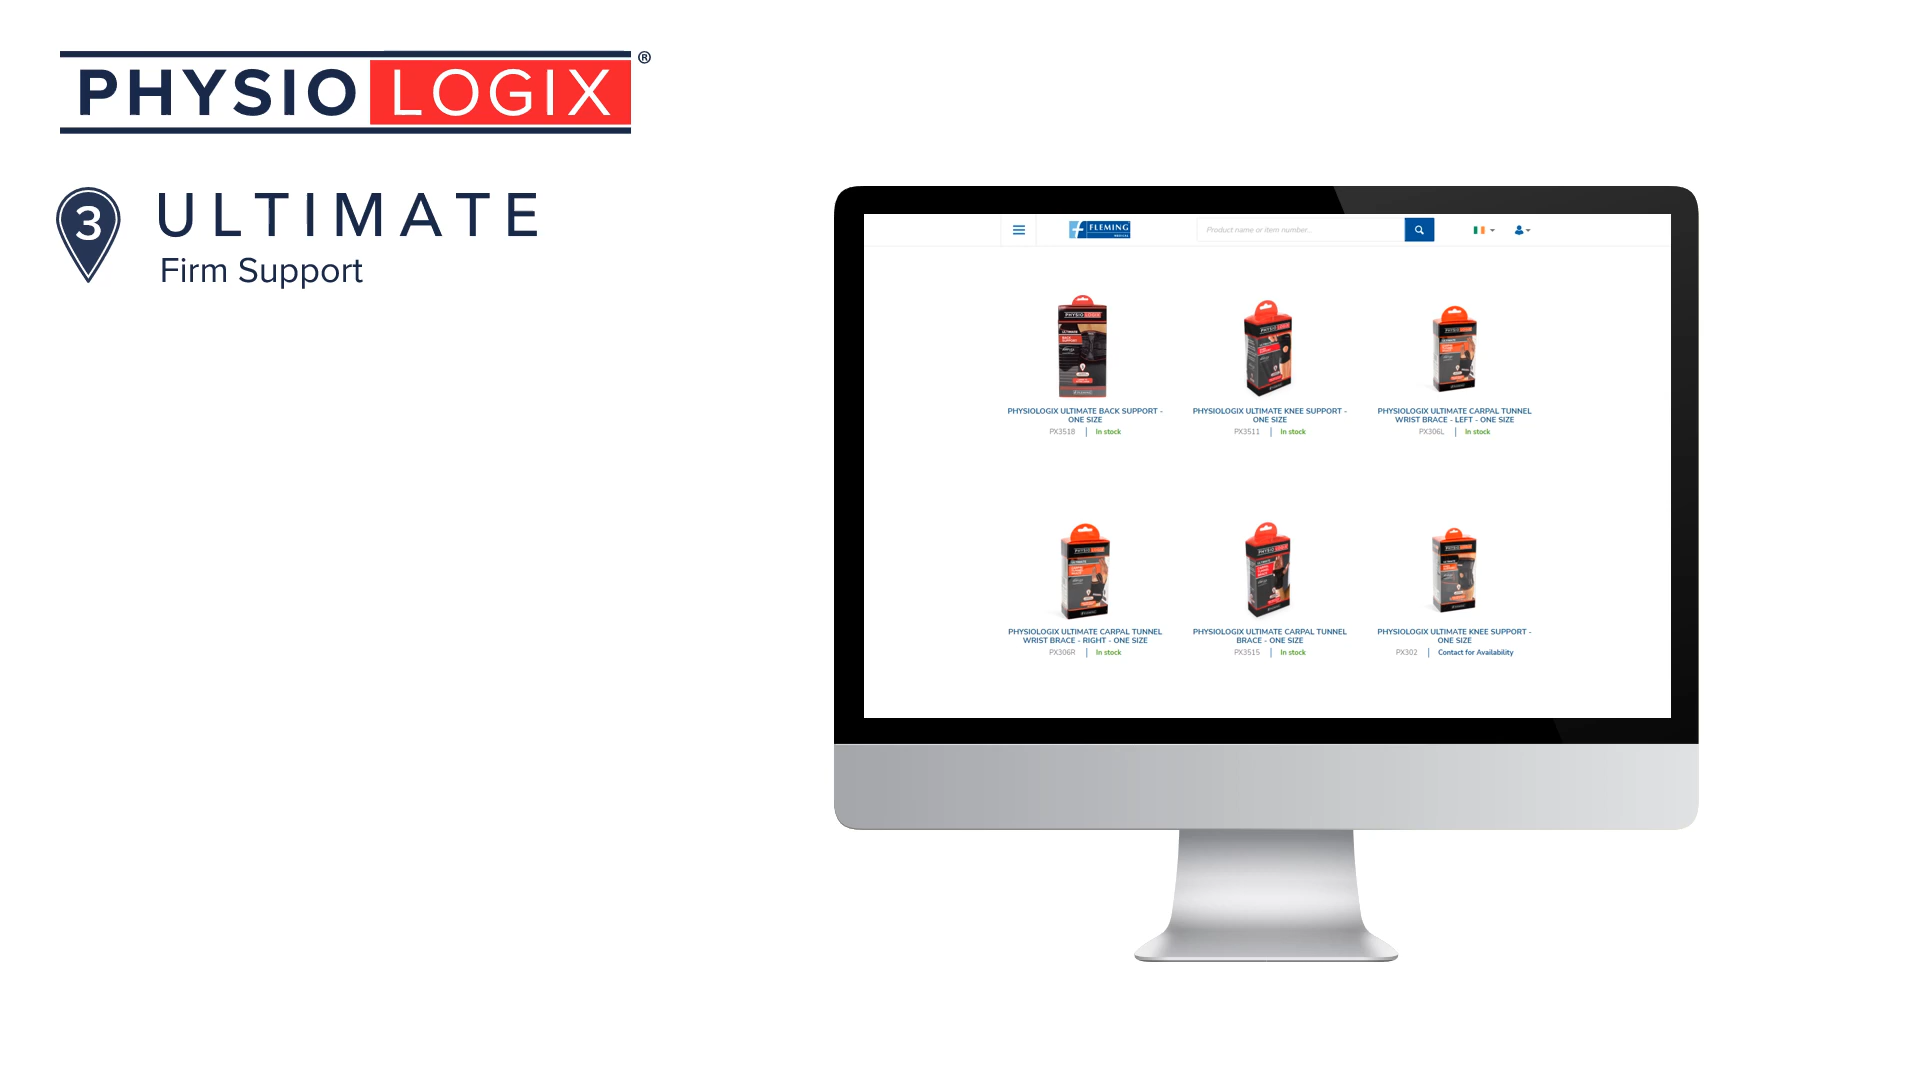 PHYSIOLOGIX®
3 ULTIMATE
Firm Support
FLEMING
Product name or item number...
PHYSIOLOGIX ULTIMATE BACK SUPPORT -
ONE SIZE
PX3518 | In stock
PHYSIOLOGIX ULTIMATE KNEE SUPPORT -
ONE SIZE
PX3511 | In stock
PHYSIOLOGIX ULTIMATE CARPAL TUNNEL
WRIST BRACE - LEFT - ONE SIZE
PX306L | In stock
PHYSIOLOGIX ULTIMATE CARPAL TUNNEL
WRIST BRACE - RIGHT - ONE SIZE
PX306R | In stock
PHYSIOLOGIX ULTIMATE CARPAL TUNNEL
BRACE - ONE SIZE
PX3515 | In stock
PHYSIOLOGIX ULTIMATE KNEE SUPPORT -
ONE SIZE
PX302 | Contact for Availability